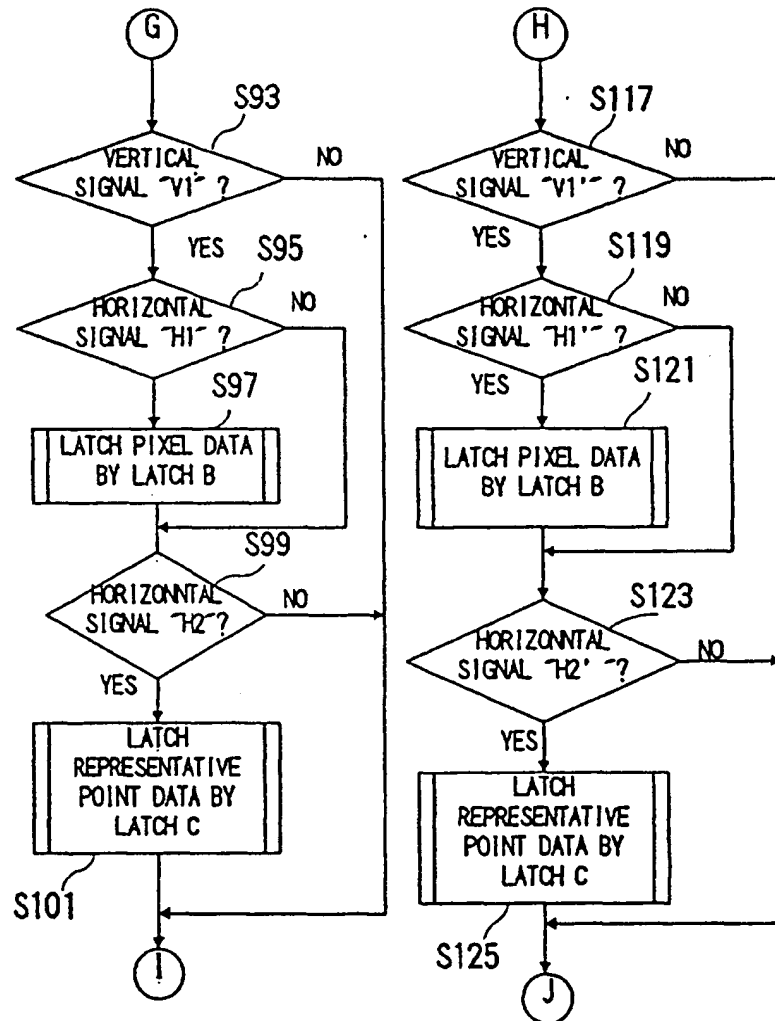 G
S93
VERTICAL
SIGNAL "V1" ?
NO
YES
S95
HORIZONTAL
SIGNAL "H1" ?
NO
S97
LATCH PIXEL DATA
BY LATCH B
S99
HORIZONNTAL
SIGNAL "H2"?
NO
YES
LATCH
REPRESENTATIVE
POINT DATA BY
LATCH C
S101
I
H
S117
VERTICAL
SIGNAL "V1'" ?
NO
YES
S119
HORIZONTAL
SIGNAL "H1'" ?
NO
YES
S121
LATCH PIXEL DATA
BY LATCH B
S123
HORIZONNTAL
SIGNAL "H2' "?
NO
YES
LATCH
REPRESENTATIVE
POINT DATA BY
LATCH C
S125
J